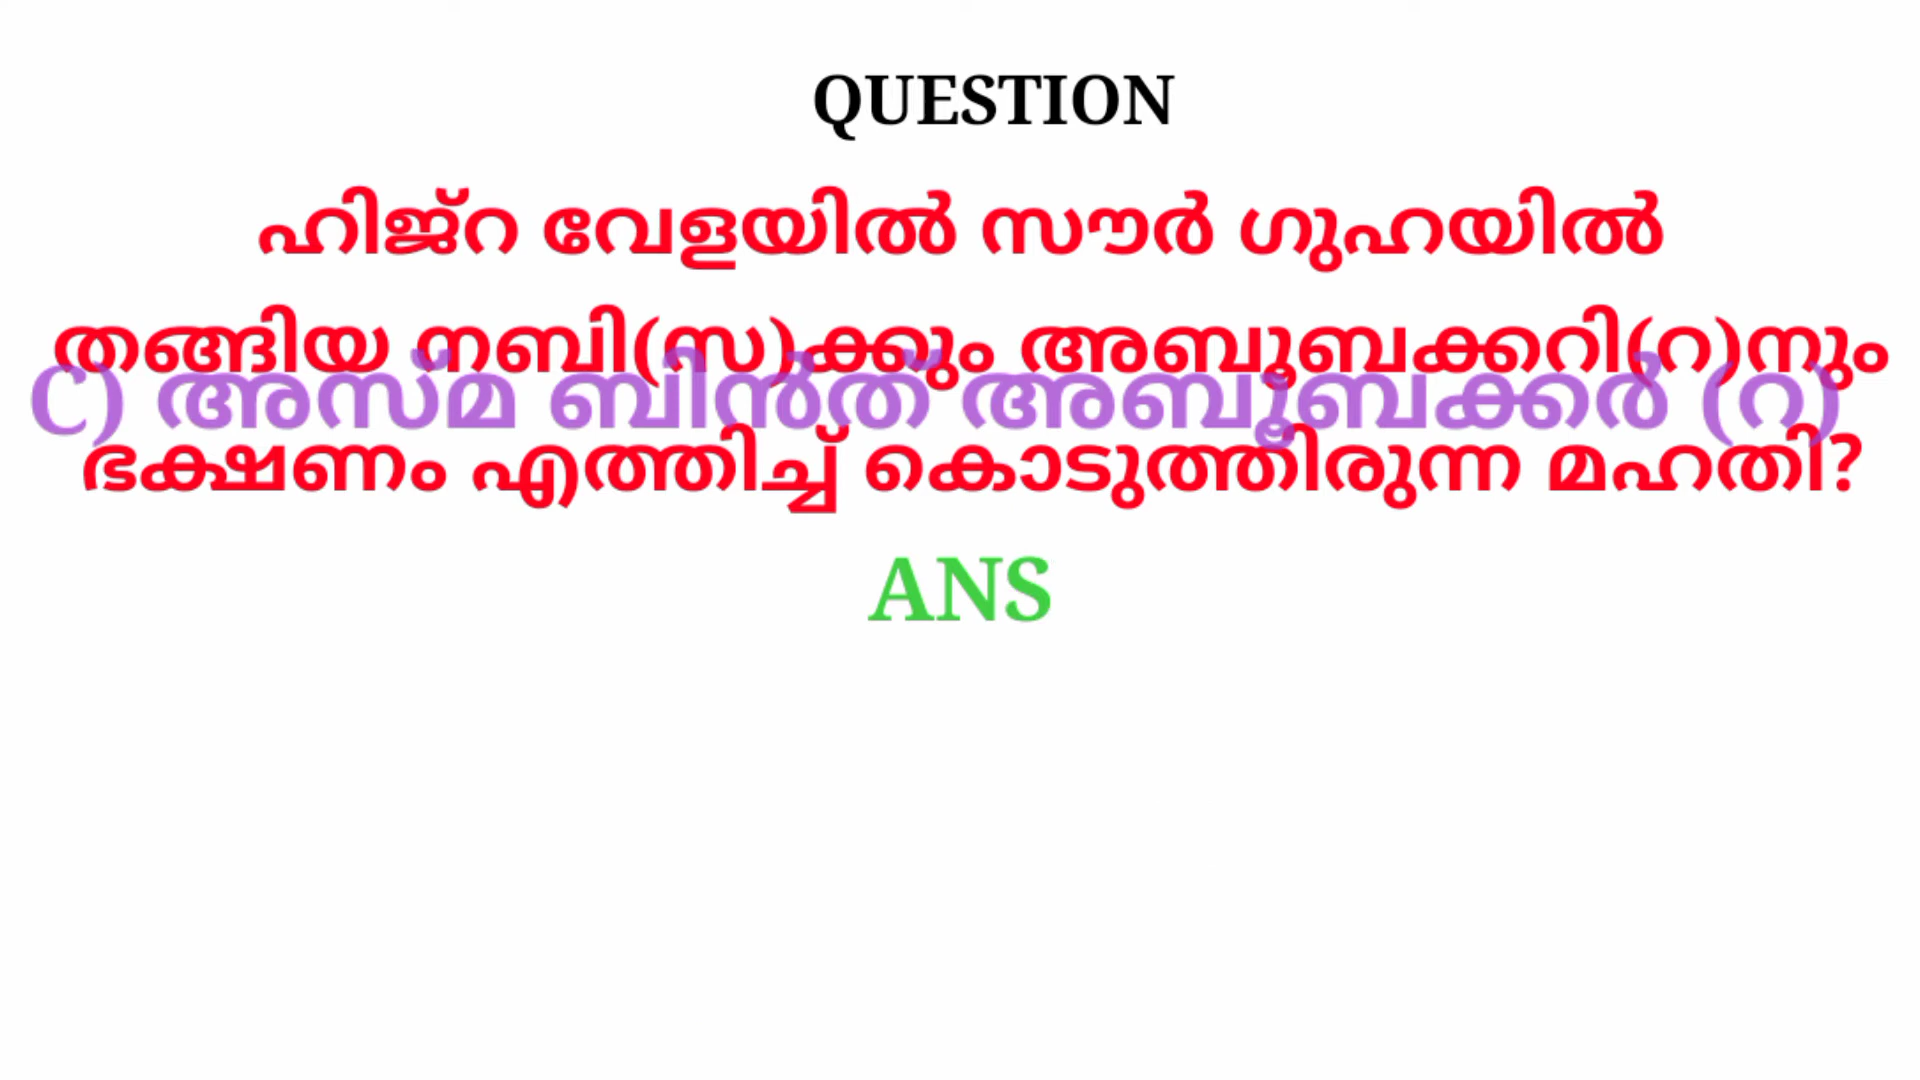 QUESTION
ഹിജ്റ വേളയിൽ സൗർ ഗുഹയിൽ
തങ്ങിയ നബി(സ)ക്കും അബൂബക്കറി(റ)നും
C) അസ്മ ബിൻത് അബൂബക്കർ (റ)
ഭക്ഷണം എത്തിച്ച് കൊടുത്തിരുന്ന മഹതി?
ANS